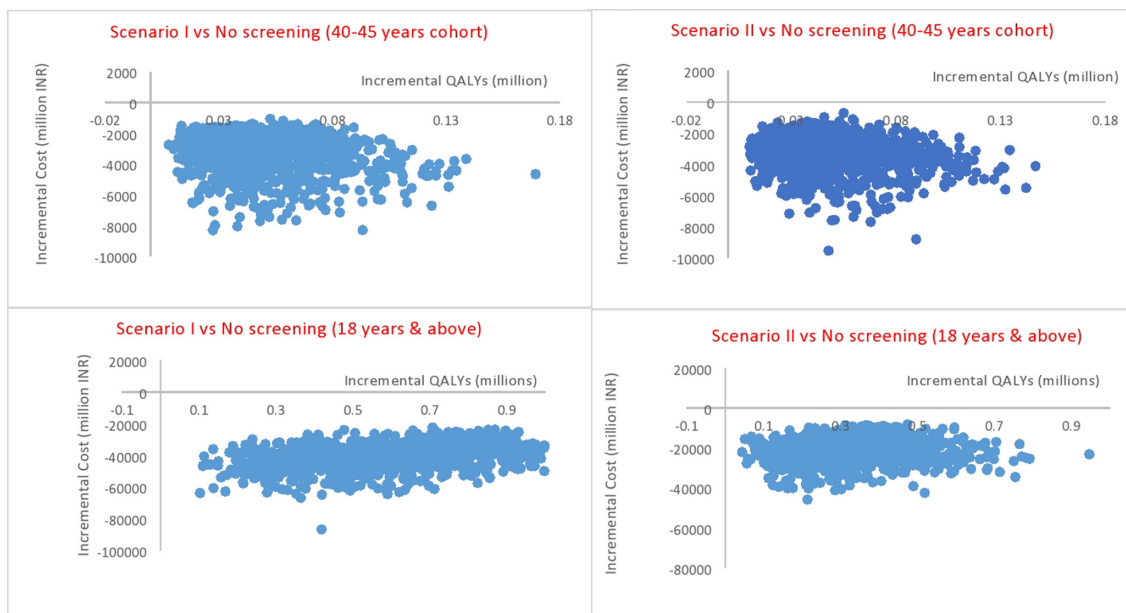 Scenario I vs No screening (40-45 years cohort)
Incremental Cost (million INR)
Incremental QALYs (million)
2000
0
-2000
-4000
-6000
-8000
-10000
-0.02 0.03 0.08 0.13 0.18
Scenario II vs No screening (40-45 years cohort)
Incremental Cost (million INR)
Incremental QALYs (million)
2000
0
-2000
-4000
-6000
-8000
-10000
-0.02 0.03 0.08 0.13 0.18
Scenario I vs No screening (18 years & above)
Incremental Cost (million INR)
Incremental QALYs (millions)
20000
0
-20000
-40000
-60000
-80000
-100000
-0.1 0.1 0.3 0.5 0.7 0.9
Scenario II vs No screening (18 years & above)
Incremental Cost (million INR)
Incremental QALYs (millions)
20000
0
-20000
-40000
-60000
-80000
-0.1 0.1 0.3 0.5 0.7 0.9